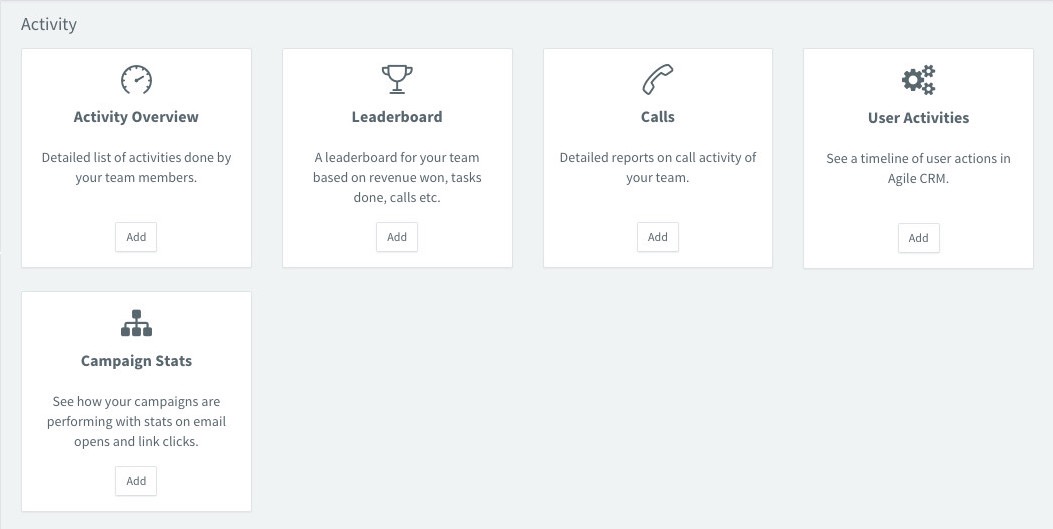 Activity
Activity Overview
Detailed list of activities done by
your team members.
Add
Leaderboard
A leaderboard for your team
based on revenue won, tasks
done, calls etc.
Add
Calls
Detailed reports on call activity of
your team.
Add
User Activities
See a timeline of user actions in
Agile CRM.
Add
Campaign Stats
See how your campaigns are
performing with stats on email
opens and link clicks.
Add